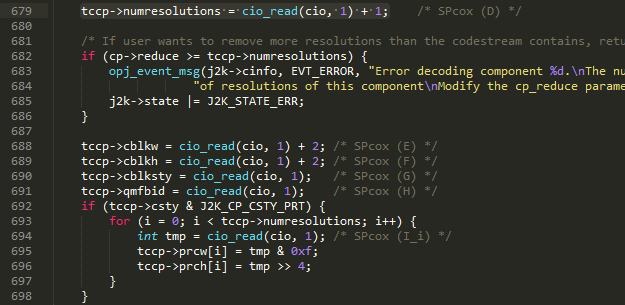 679 tccp->numresolutions = cio_read(cio, 1) + 1; /* SPcox (D) */
680
681 /* If user wants to remove more resolutions than the codestream contains, retu
682 if (cp->reduce >= tccp->numresolutions) {
683 opj_event_msg(j2k->cinfo, EVT_ERROR, "Error decoding component %d.\nThe nu
684 "of resolutions of this component\nModify the cp_reduce parame
685 j2k->state |= J2K_STATE_ERR;
686 }
687
688 tccp->cblkw = cio_read(cio, 1) + 2; /* SPcox (E) */
689 tccp->cblkh = cio_read(cio, 1) + 2; /* SPcox (F) */
690 tccp->cblksty = cio_read(cio, 1); /* SPcox (G) */
691 tccp->qmfbid = cio_read(cio, 1); /* SPcox (H) */
692 if (tccp->csty & J2K_CP_CSTY_PRT) {
693 for (i = 0; i < tccp->numresolutions; i++) {
694 int tmp = cio_read(cio, 1); /* SPcox (I_i) */
695 tccp->prcw[i] = tmp & 0xf;
696 tccp->prch[i] = tmp >> 4;
697 }
698 }